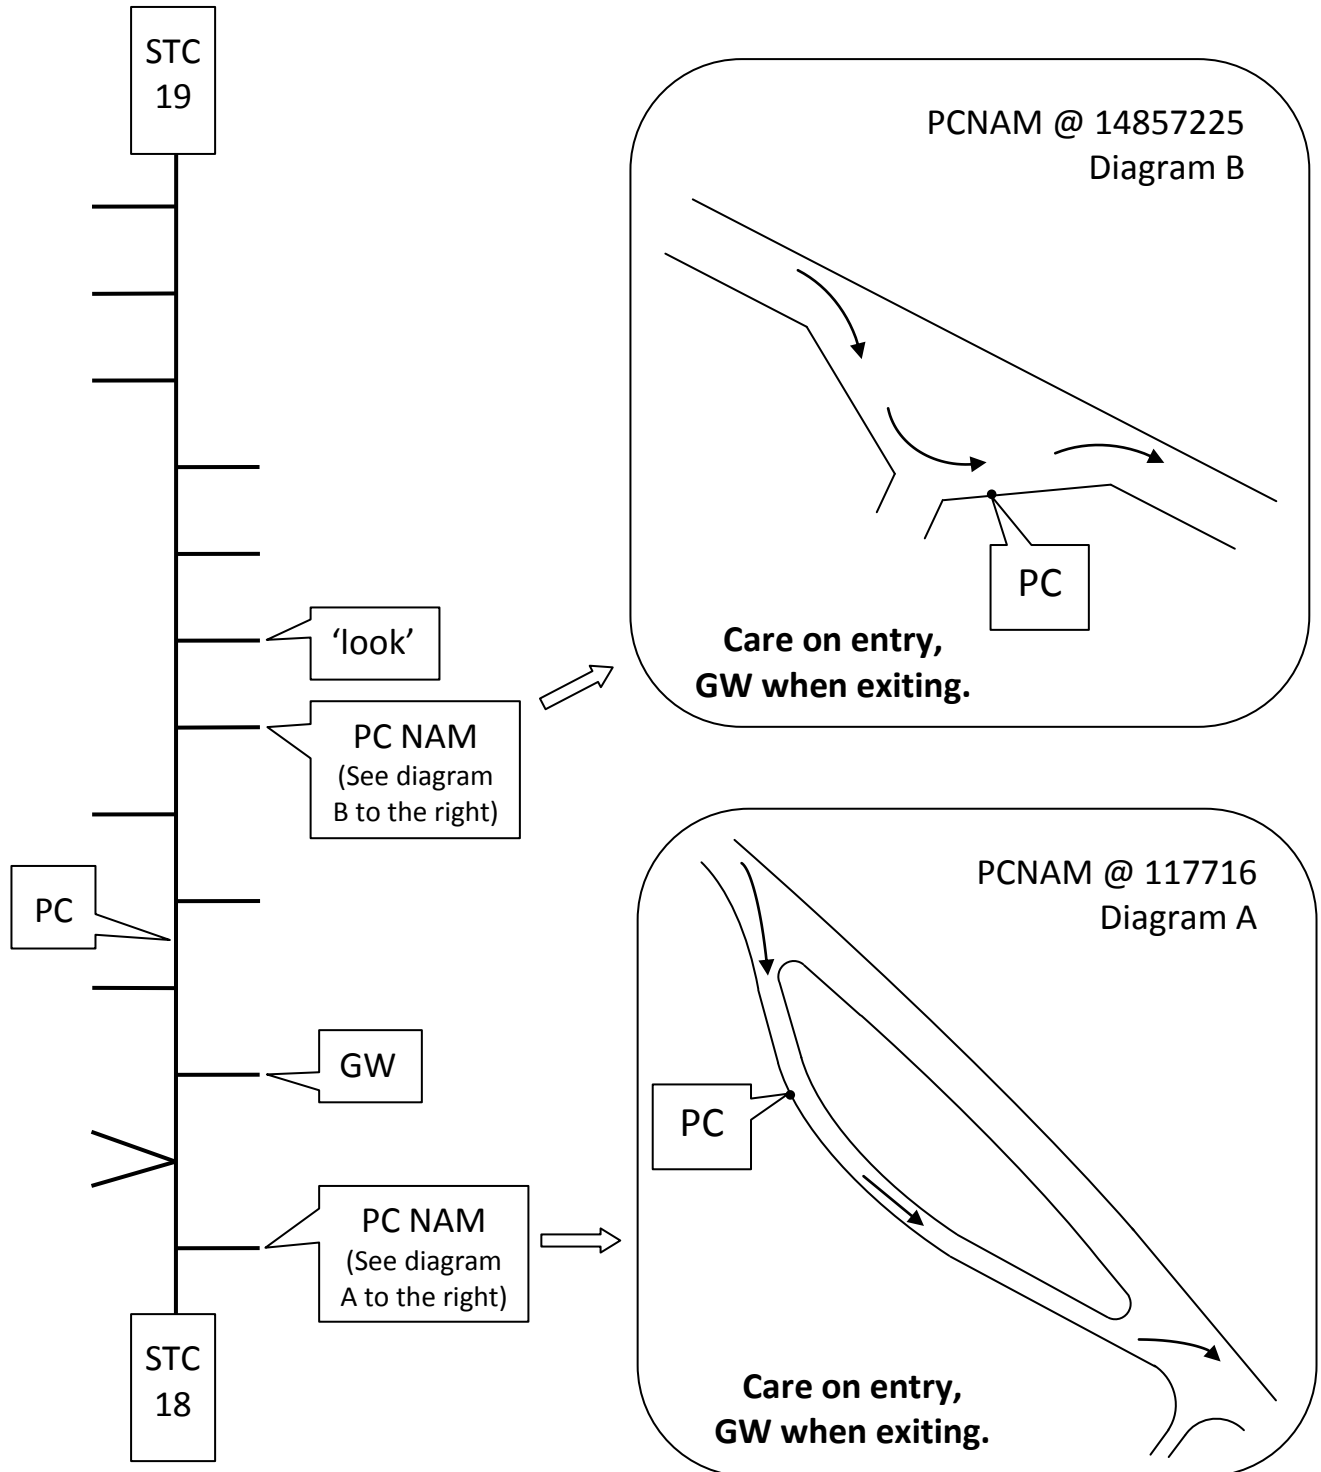 STC
19
PCNAM @ 14857225
Diagram B
PC
Care on entry,
GW when exiting.
‘look’
PC NAM
(See diagram
B to the right)
PC
GW
PC NAM
(See diagram
A to the right)
STC
18
PCNAM @ 117716
Diagram A
PC
Care on entry,
GW when exiting.